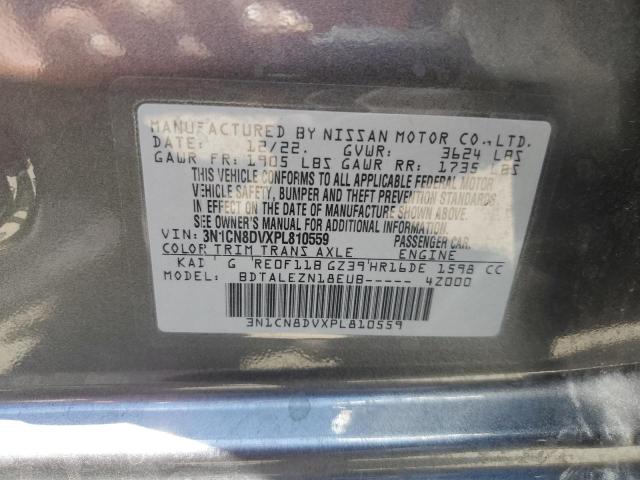 MANUFACTURED BY NISSAN MOTOR CO., LTD.
DATE: 12/22. GVWR: 3624 LBS
GAWR FR: 1905 LBS GAWR RR: 1735 LBS
THIS VEHICLE CONFORMS TO ALL APPLICABLE FEDERAL MOTOR
VEHICLE SAFETY, BUMPER AND THEFT PREVENTION STANDARDS
IN EFFECT ON THE DATE OF MANUFACTURE SHOWN ABOVE.
SEE OWNER'S MANUAL FOR ADDITIONAL INFORMATION
VIN: 3N1CN8DVXPL810559 PASSENGER CAR.
COLOR TRIM TRANS AXLE ENGINE
KAI ' G 'RE0F11B GZ39'HR16DE 1598 CC
MODEL: BDTALEZN18EUB----- 4Z000
3N1CN8DVXPL810559